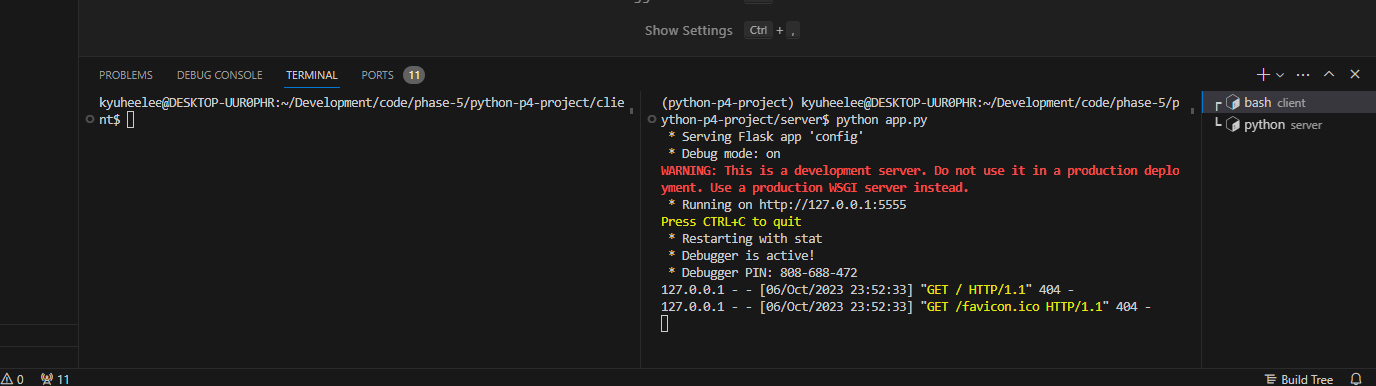 Show Settings Ctrl + ,
PROBLEMS DEBUG CONSOLE TERMINAL PORTS 11
kyuheelee@DESKTOP-UUR0PHR:~/Development/code/phase-5/python-p4-project/clie
nt$
(python-p4-project) kyuheelee@DESKTOP-UUR0PHR:~/Development/code/phase-5/p
ython-p4-project/server$ python app.py
* Serving Flask app 'config'
* Debug mode: on
WARNING: This is a development server. Do not use it in a production deplo
yment. Use a production WSGI server instead.
* Running on http://127.0.0.1:5555
Press CTRL+C to quit
* Restarting with stat
* Debugger is active!
* Debugger PIN: 808-688-472
127.0.0.1 - - [06/Oct/2023 23:52:33] "GET / HTTP/1.1" 404 -
127.0.0.1 - - [06/Oct/2023 23:52:33] "GET /favicon.ico HTTP/1.1" 404 -
bash client
python server
0 11 Build Tree